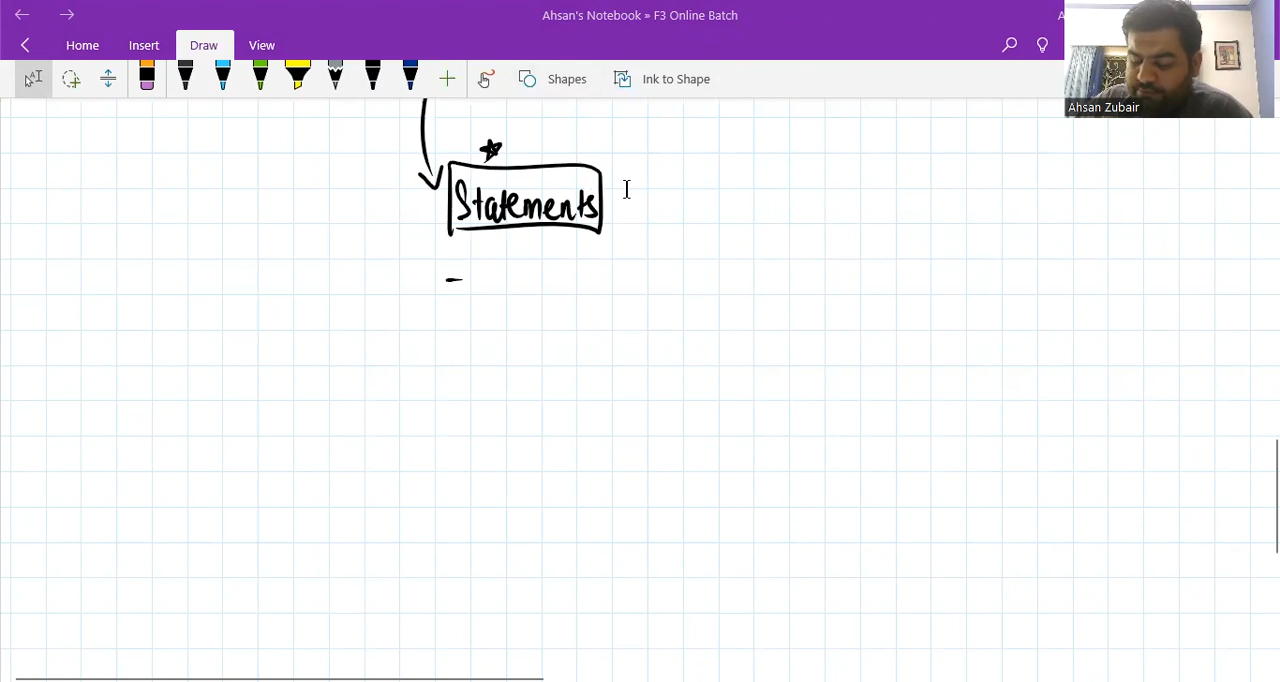 Ahsan's Notebook » F3 Online Batch
Home Insert Draw View
Shapes Ink to Shape
Ahsan Zubair
Statements
-